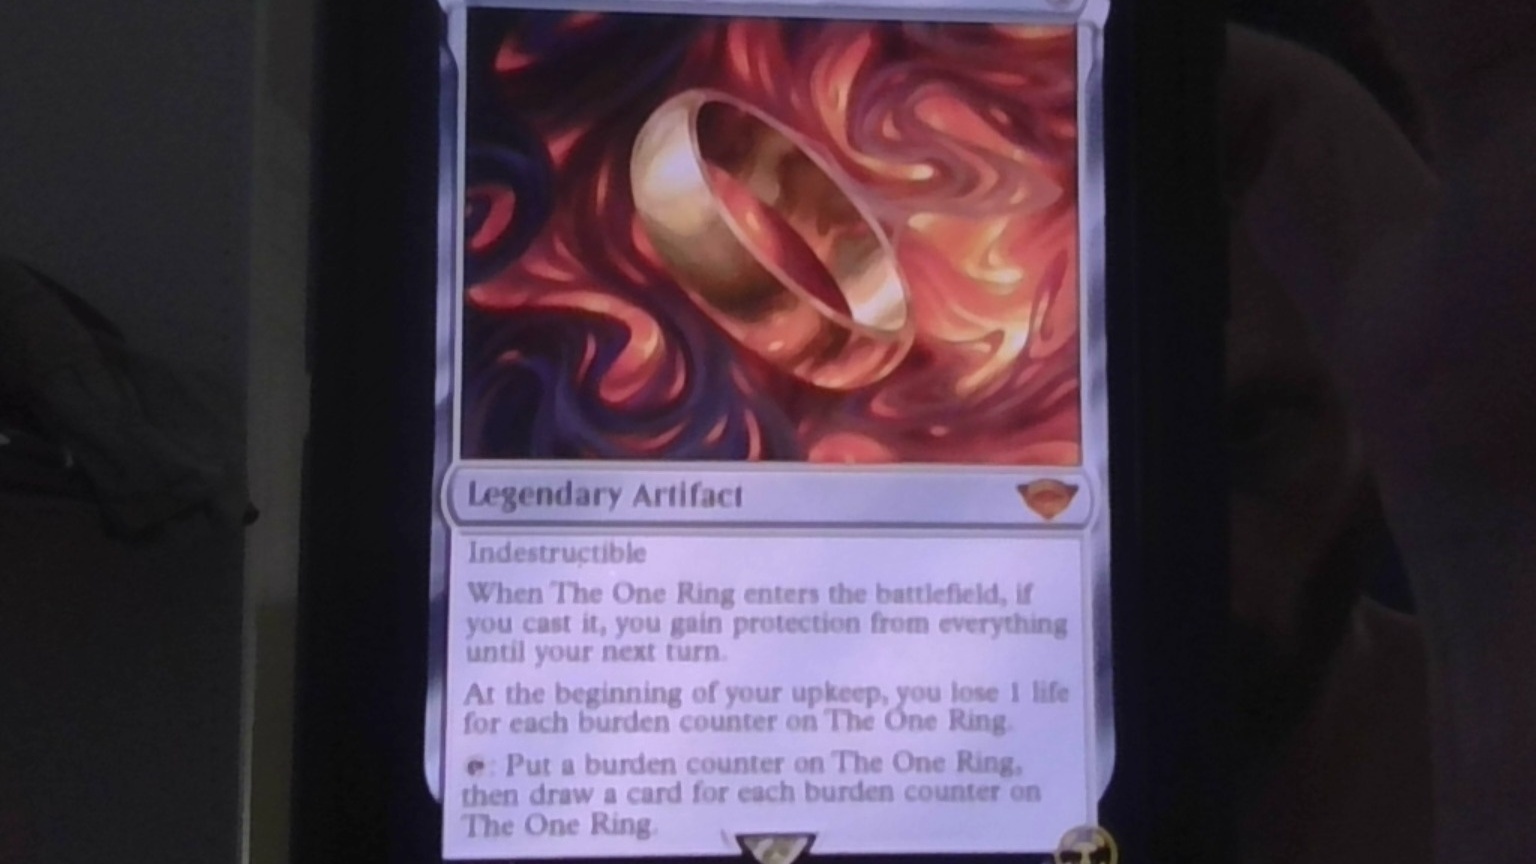 Legendary Artifact
Indestructible
When The One Ring enters the battlefield, if
you cast it, you gain protection from everything
until your next turn.
At the beginning of your upkeep, you lose 1 life
for each burden counter on The One Ring.
: Put a burden counter on The One Ring,
then draw a card for each burden counter on
The One Ring.